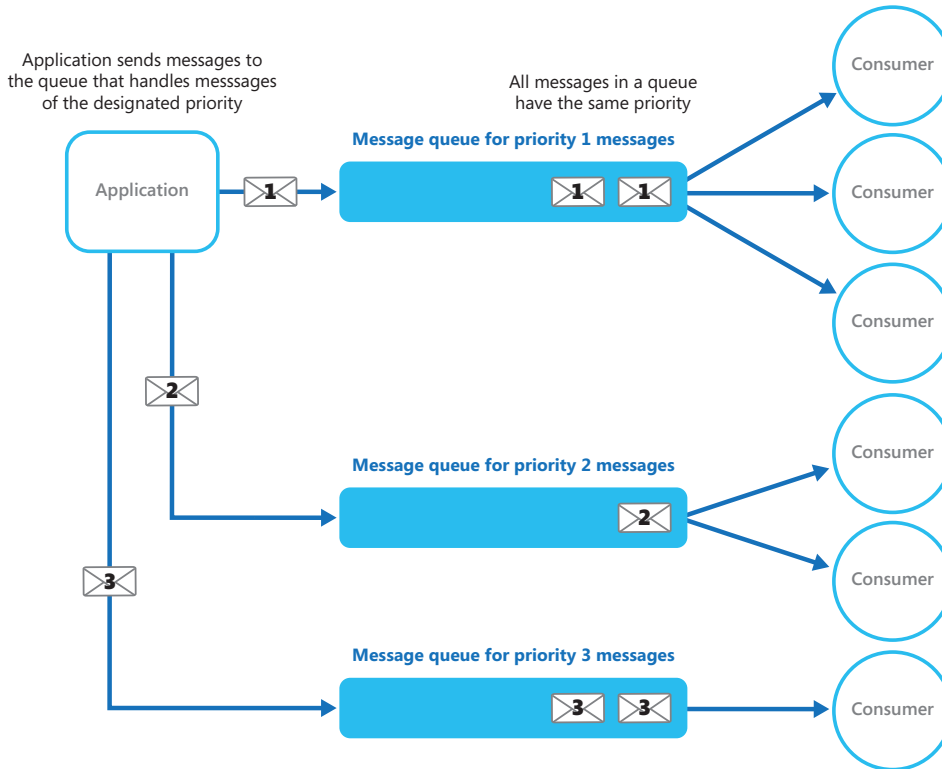 Application sends messages to
the queue that handles messsages
of the designated priority
All messages in a queue
have the same priority
Consumer
Message queue for priority 1 messages
Application
1
1
1
Consumer
Consumer
2
Message queue for priority 2 messages
Consumer
2
Consumer
3
Message queue for priority 3 messages
3
3
Consumer